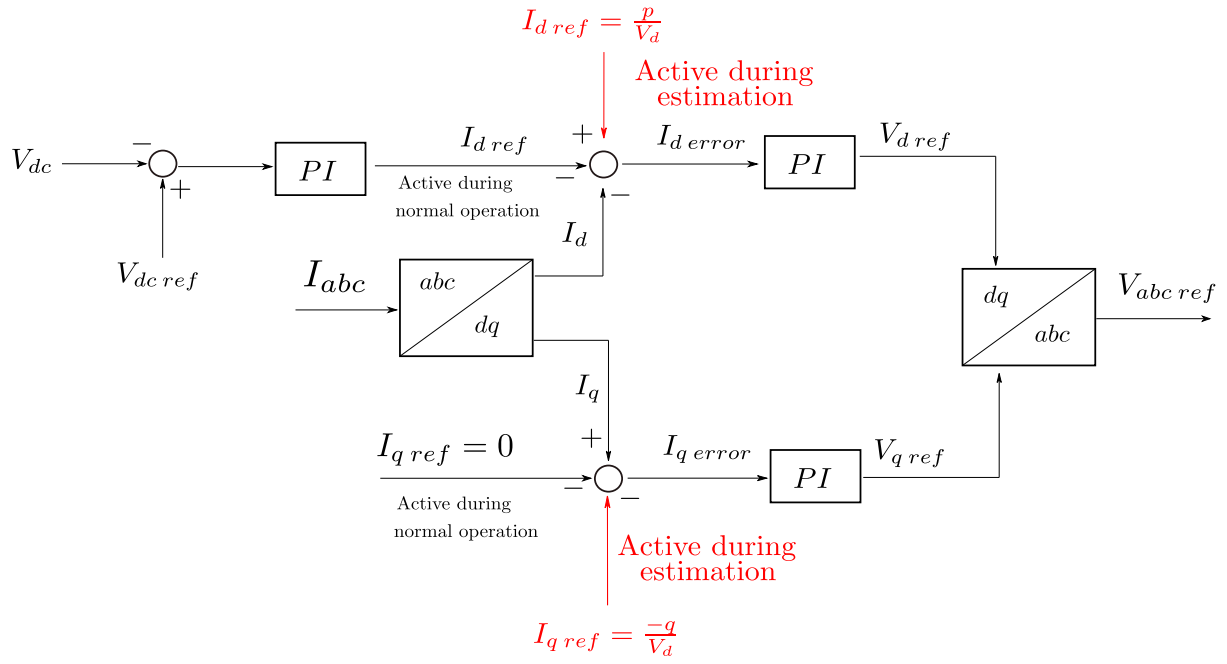 I_{d ref} = \frac{p}{V_d}
Active during
estimation
−
+
I_{d ref}
I_{d error}
V_{d ref}
V_{dc}
PI
PI
+
−
−
Active during
normal operation
I_d
V_{dc ref}
I_{abc}
abc
dq
dq
abc
V_{abc ref}
I_q
I_{q ref} = 0
+
I_{q error}
V_{q ref}
PI
−
−
Active during
normal operation
Active during
estimation
I_{q ref} = \frac{-q}{V_d}